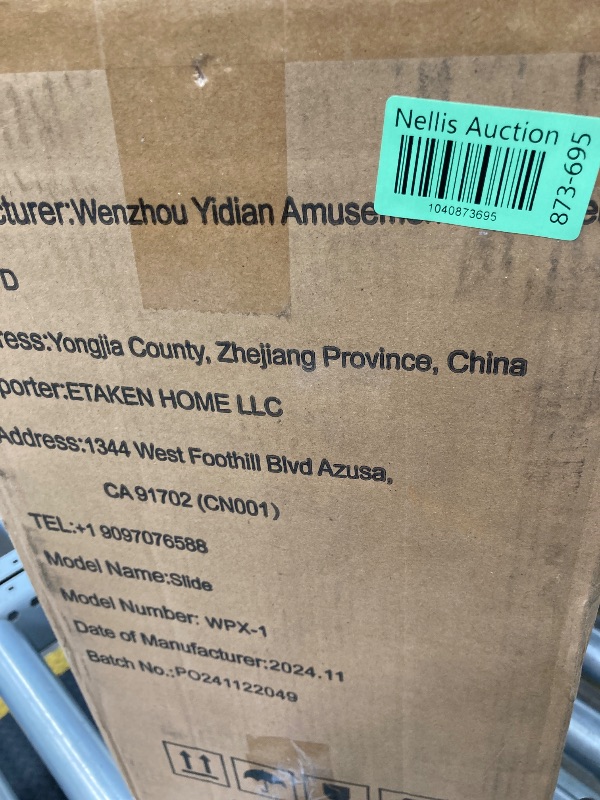 Nellis Auction
1040873695
873-695
cturer:Wenzhou Yidian
D
ress:Yongjia County, Zhejiang Province, China
porter:ETAKEN HOME LLC
Address:1344 West Foothill Blvd Azusa,
CA 91702 (CN001)
TEL:+1 9097076588
Model Name:Slide
Model Number: WPX-1
Date of Manufacturer:2024.11
Batch No.:PO241122049